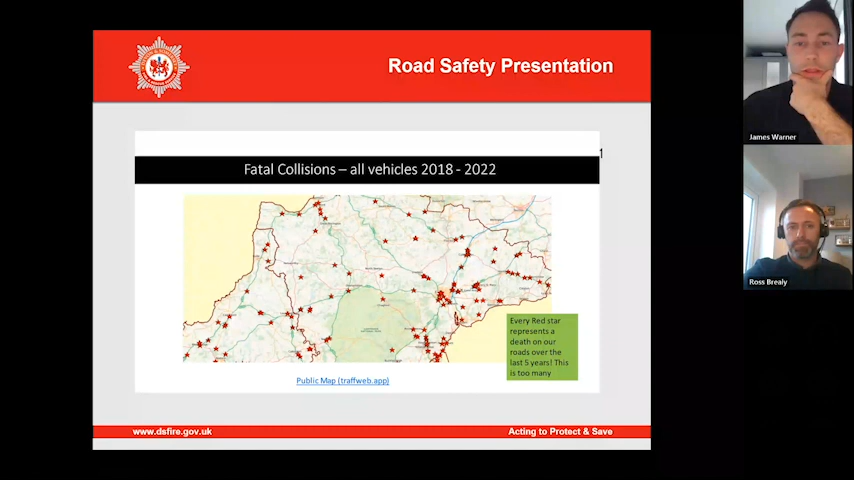 Road Safety Presentation
1
Fatal Collisions – all vehicles 2018 - 2022
Every Red star
represents a
death on our
roads over the
last 5 years! This
is too many
Public Map (traffweb.app)
www.dsfire.gov.uk
Acting to Protect & Save
James Warner
Ross Brealy